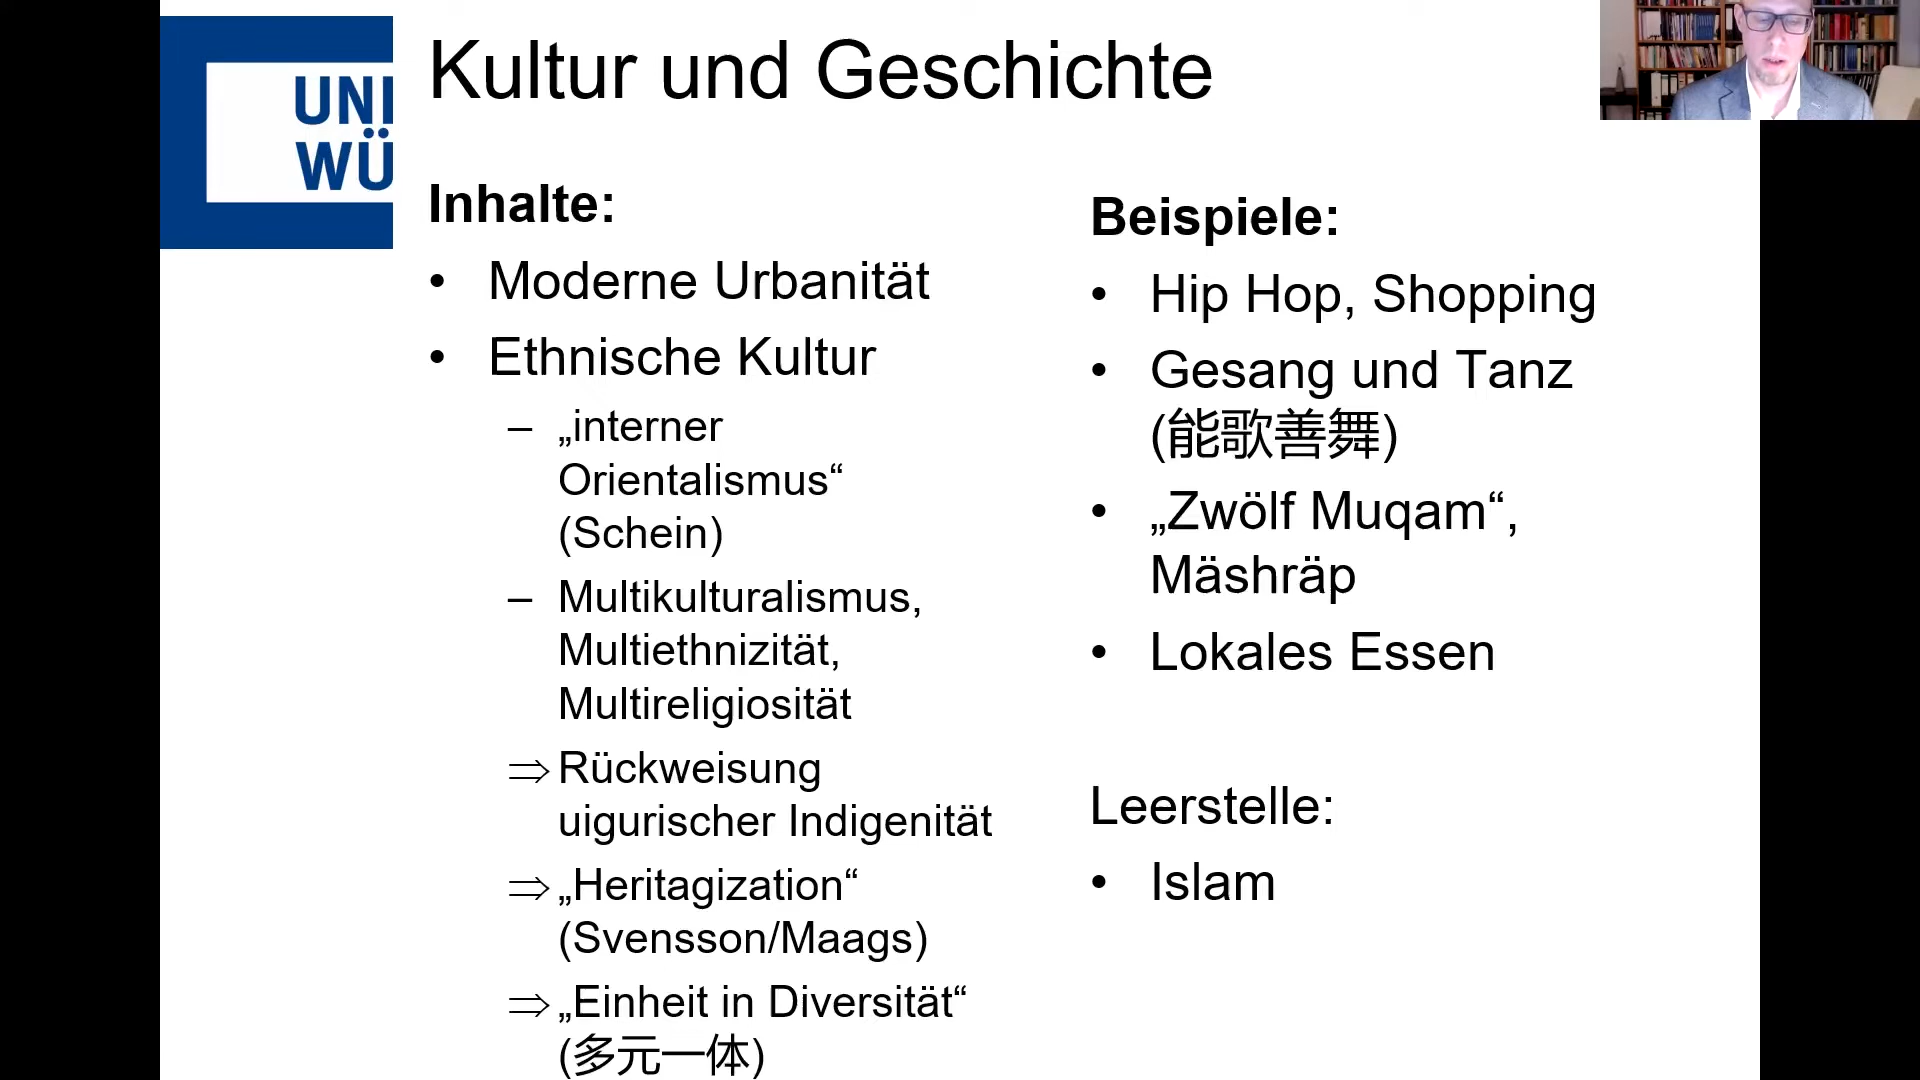 UNI
WÜ
Kultur und Geschichte
Inhalte:
• Moderne Urbanität
• Ethnische Kultur
– „interner
Orientalismus“
(Schein)
– Multikulturalismus,
Multiethnizität,
Multireligiosität
⇒ Rückweisung
uigurischer Indigenität
⇒ „Heritagization“
(Svensson/Maags)
⇒ „Einheit in Diversität“
(多元一体)
Beispiele:
• Hip Hop, Shopping
• Gesang und Tanz
(能歌善舞)
• „Zwölf Muqam“,
Mäshräp
• Lokales Essen
Leerstelle:
• Islam